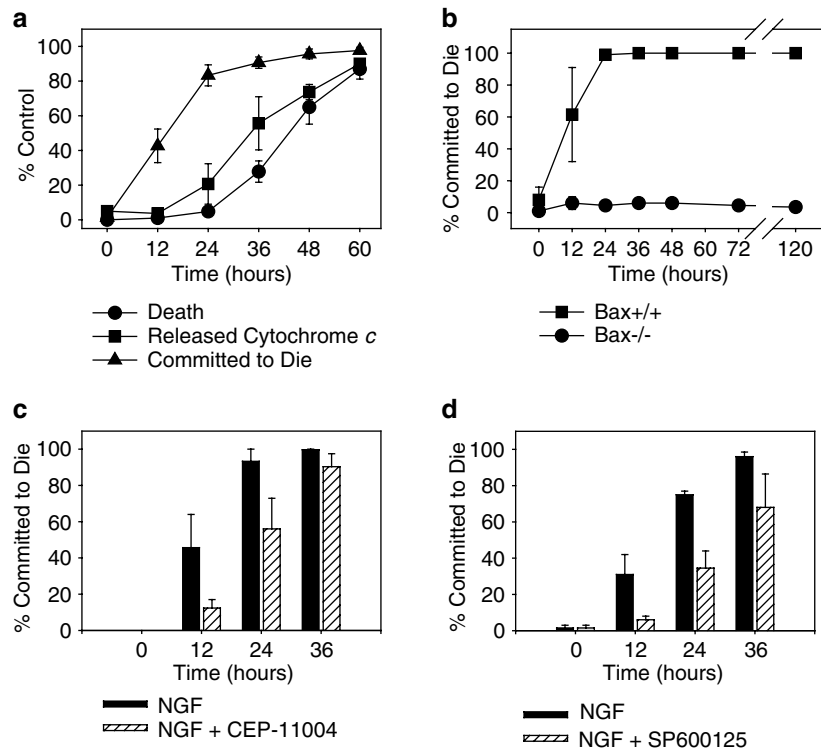 a
% Control
100
80
60
40
20
0
0 12 24 36 48 60
Time (hours)
Death
Released Cytochrome c
Committed to Die
b
% Committed to Die
100
80
60
40
20
0
0 12 24 36 48 60 72 120
Time (hours)
Bax+/+
Bax-/-
c
% Committed to Die
100
80
60
40
20
0
0 12 24 36
Time (hours)
NGF
NGF + CEP-11004
d
% Committed to Die
100
80
60
40
20
0
0 12 24 36
Time (hours)
NGF
NGF + SP600125